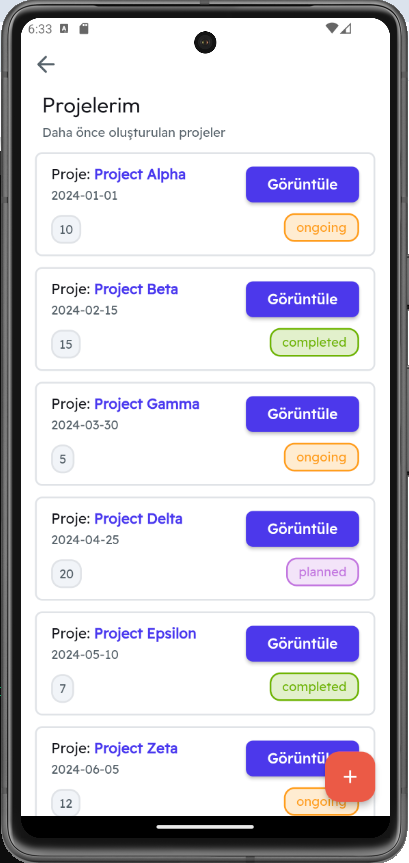 6:33
Projelerim
Daha önce oluşturulan projeler
Proje: Project Alpha
Görüntüle
2024-01-01
10
ongoing
Proje: Project Beta
Görüntüle
2024-02-15
15
completed
Proje: Project Gamma
Görüntüle
2024-03-30
5
ongoing
Proje: Project Delta
Görüntüle
2024-04-25
20
planned
Proje: Project Epsilon
Görüntüle
2024-05-10
7
completed
Proje: Project Zeta
Görüntül
2024-06-05
+
12
ongoing